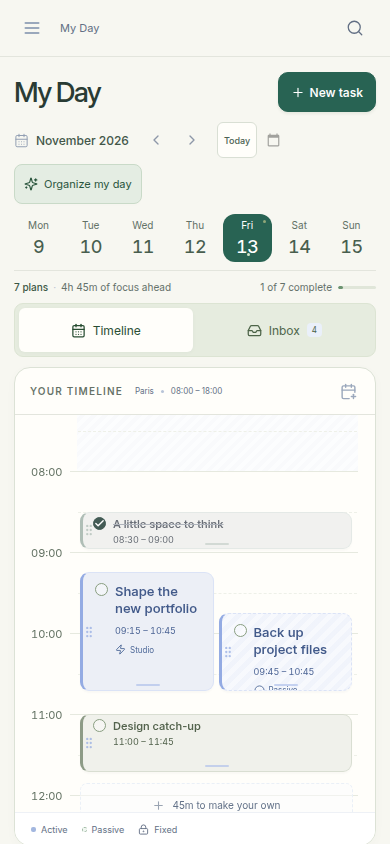 My Day
My Day
New task
November 2026
Today
Organize my day
Mon Tue Wed Thu Fri Sat Sun
9 10 11 12 13 14 15
7 plans · 4h 45m of focus ahead
1 of 7 complete
Timeline
Inbox 4
YOUR TIMELINE
Paris • 08:00 – 18:00
08:00
A little space to think
08:30 – 09:00
09:00
Shape the
new portfolio
09:15 – 10:45
Studio
10:00
Back up
project files
09:45 – 10:45
Passive
11:00
Design catch-up
11:00 – 11:45
12:00
45m to make your own
Active
Passive
Fixed